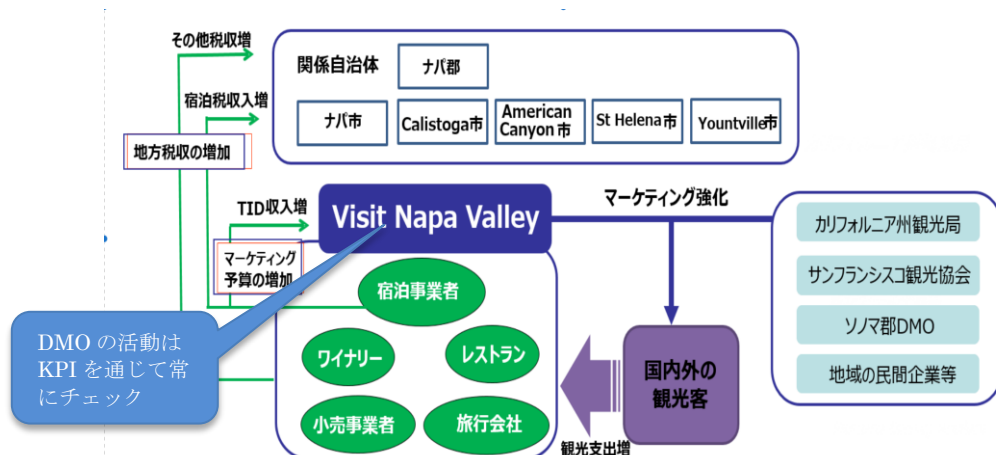 その他税収増
関係自治体
ナパ郡
宿泊税収入増
ナパ市
Calistoga市
American
Canyon市
St Helena市
Yountville市
地方税収の増加
TID収入増
Visit Napa Valley
マーケティング強化
カリフォルニア州観光局
サンフランシスコ観光協会
ソノマ郡DMO
地域の民間企業等
マーケティング
予算の増加
宿泊事業者
DMO の活動は
KPI を通じて常
にチェック
ワイナリー
レストラン
小売事業者
旅行会社
国内外の
観光客
観光支出増